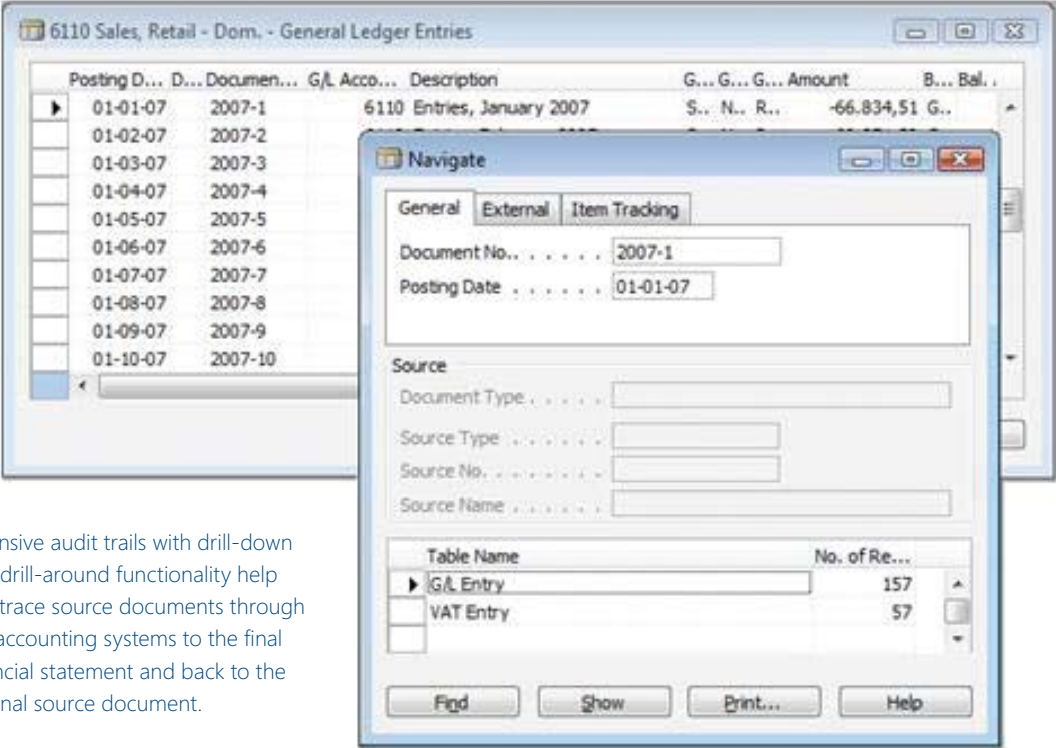 6110 Sales, Retail - Dom. - General Ledger Entries
Posting D... D... Documen... G/L Acco... Description G... G... G... Amount B... Bal. .
01-01-07 2007-1 6110 Entries, January 2007 S.. N.. R.. -66.834,51 G..
01-02-07 2007-2
01-03-07 2007-3
01-04-07 2007-4
01-05-07 2007-5
01-06-07 2007-6
01-07-07 2007-7
01-08-07 2007-8
01-09-07 2007-9
01-10-07 2007-10
Navigate
General External Item Tracking
Document No.. . . . . . 2007-1
Posting Date . . . . . . 01-01-07
Source
Document Type . . . . .
Source Type . . . . . .
Source No. . . . . . . .
Source Name . . . . . .
Table Name No. of Re...
G/L Entry 157
VAT Entry 57
Find Show Print... Help
nsive audit trails with drill-down
drill-around functionality help
trace source documents through
accounting systems to the final
ncial statement and back to the
nal source document.